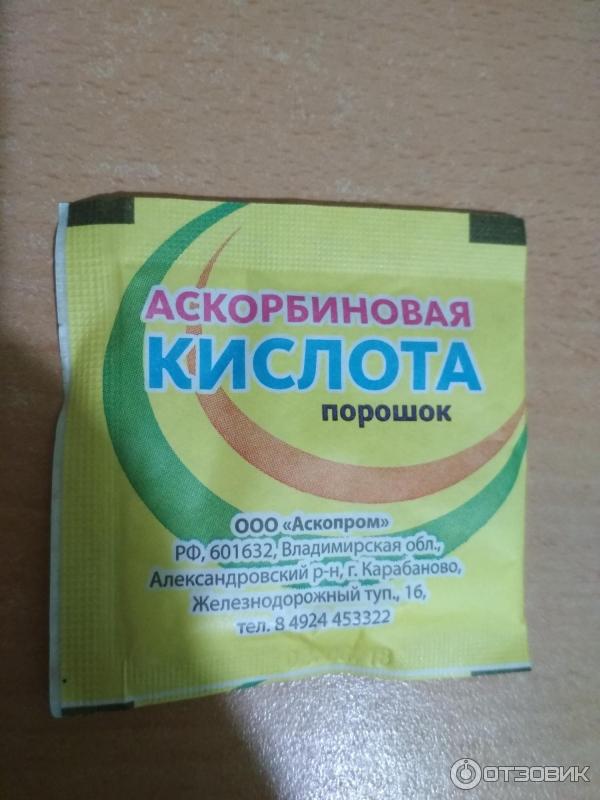 АСКОРБИНОВАЯ
КИСЛОТА
порошок
ООО «Аскопром»
РФ, 601632, Владимирская обл.,
Александровский р-н, г. Карабаново,
Железнодорожный туп., 16,
тел. 8 4924 453322
ОТЗОВИК